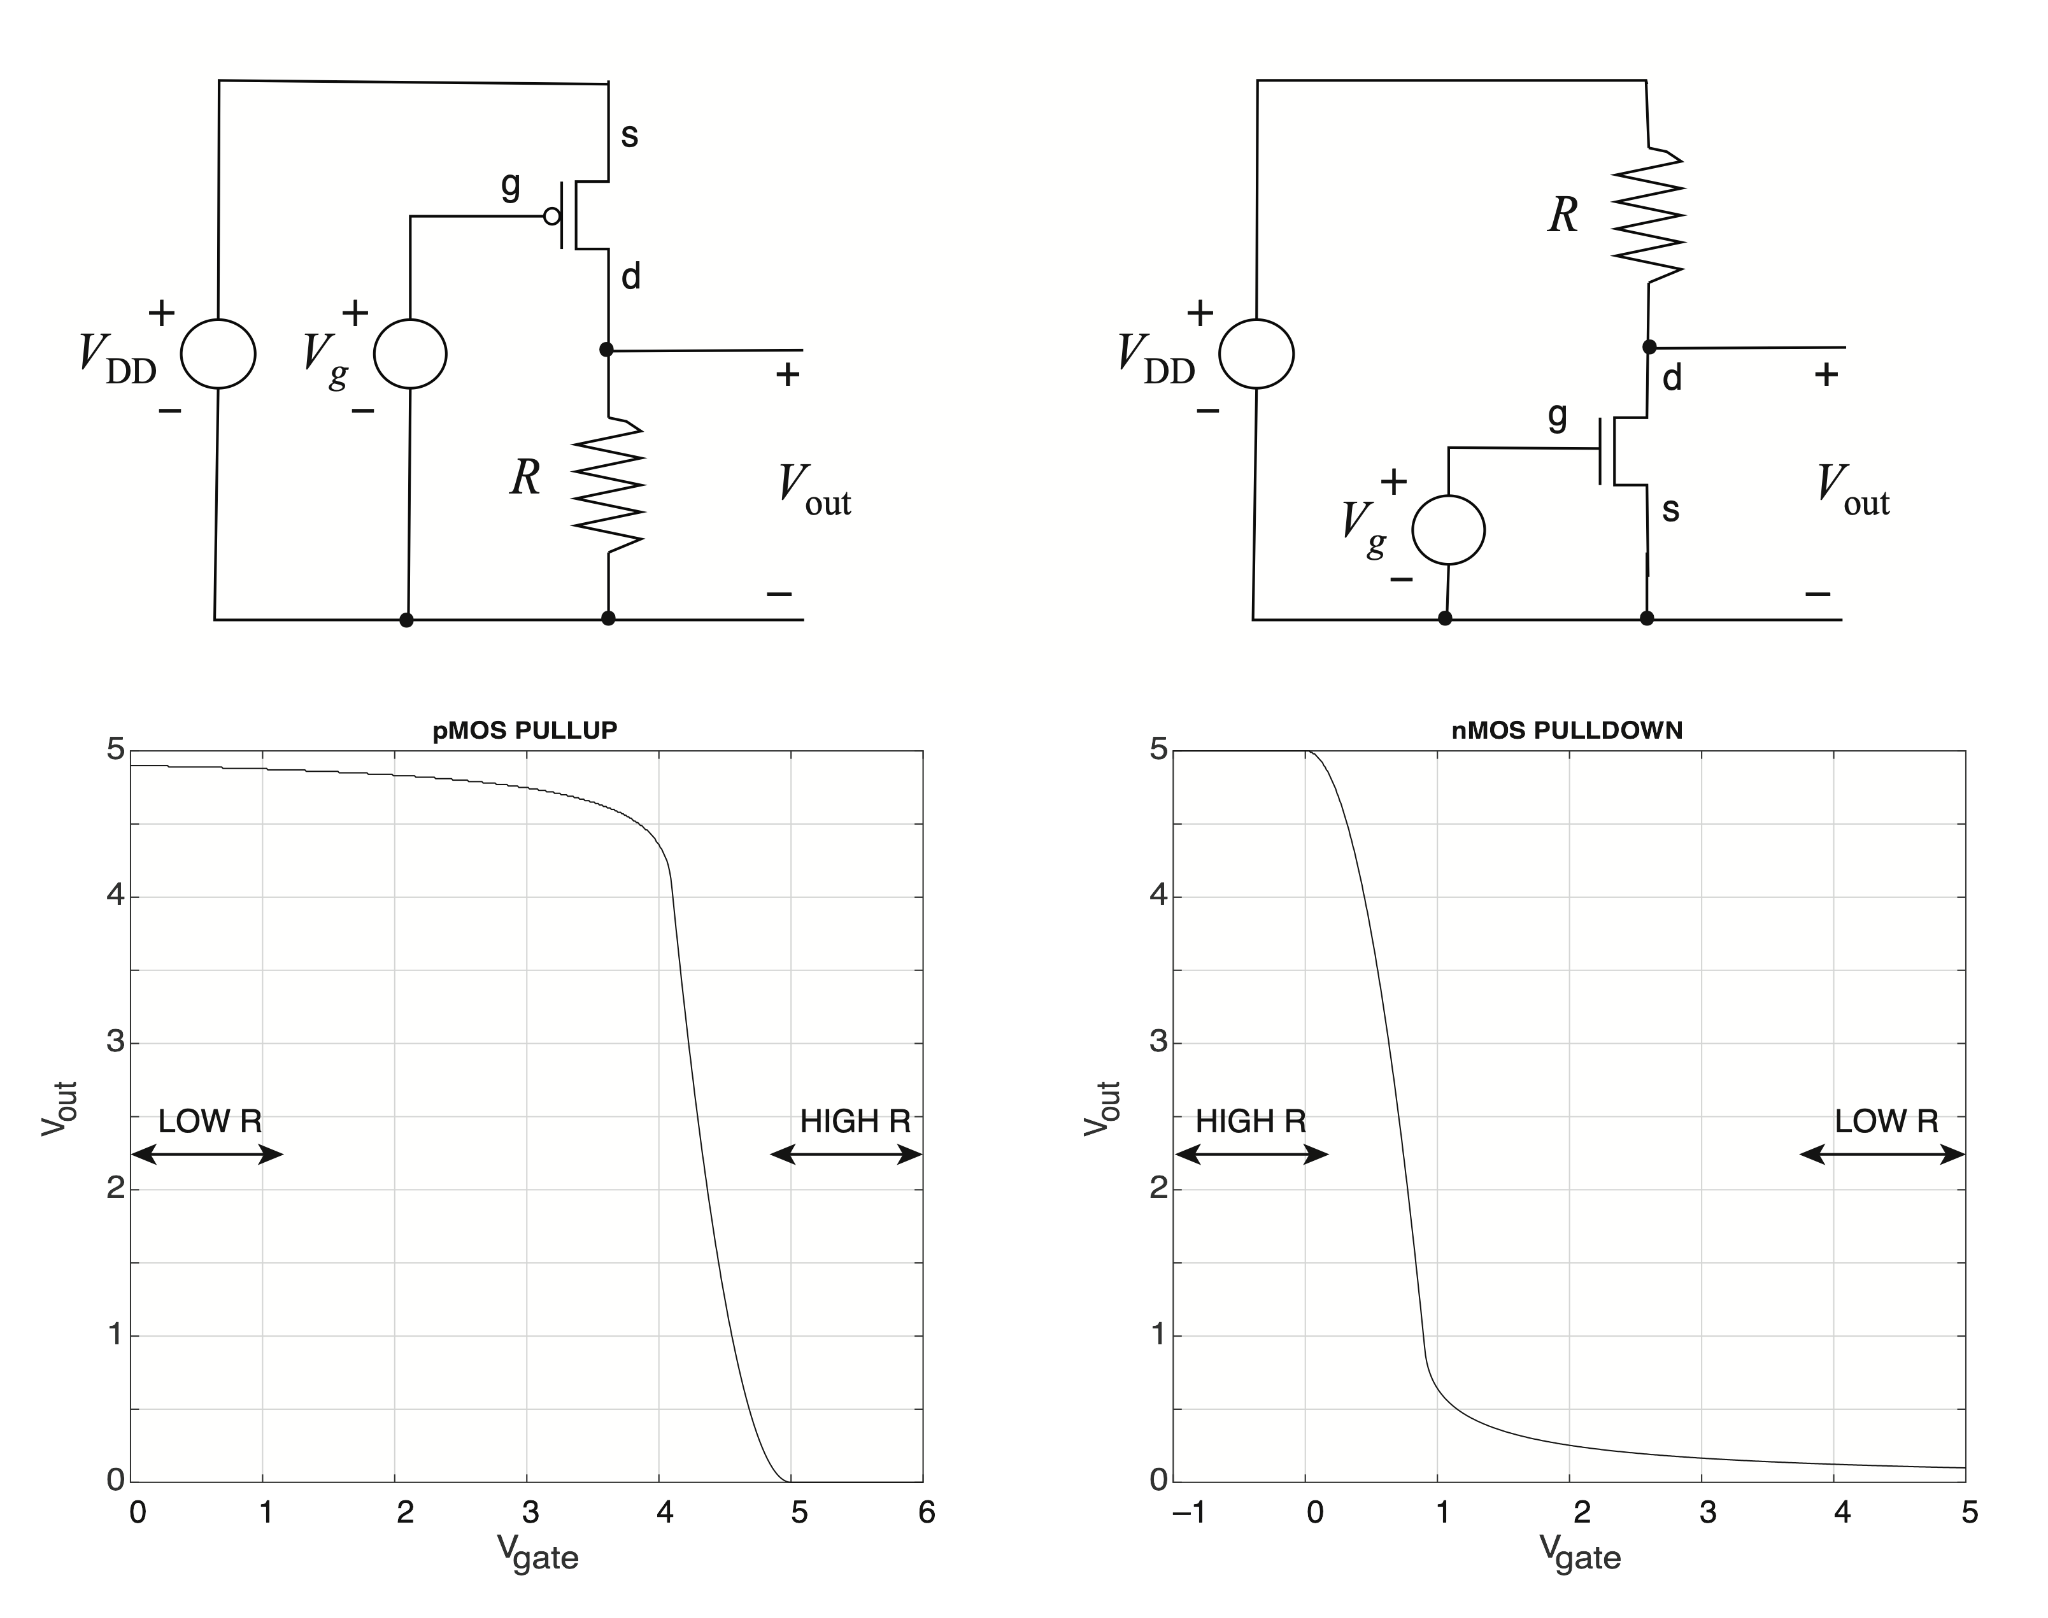 s
g
d
+
+
V_DD
V_g
−
−
+
R
V_out
−
R
+
V_DD
−
d
+
g
+
V_g
−
s
V_out
−
pMOS PULLUP
5
4
3
2
1
0
V_out
LOW R
HIGH R
0 1 2 3 4 5 6
V_gate
nMOS PULLDOWN
5
4
3
2
1
0
V_out
HIGH R
LOW R
−1 0 1 2 3 4 5
V_gate